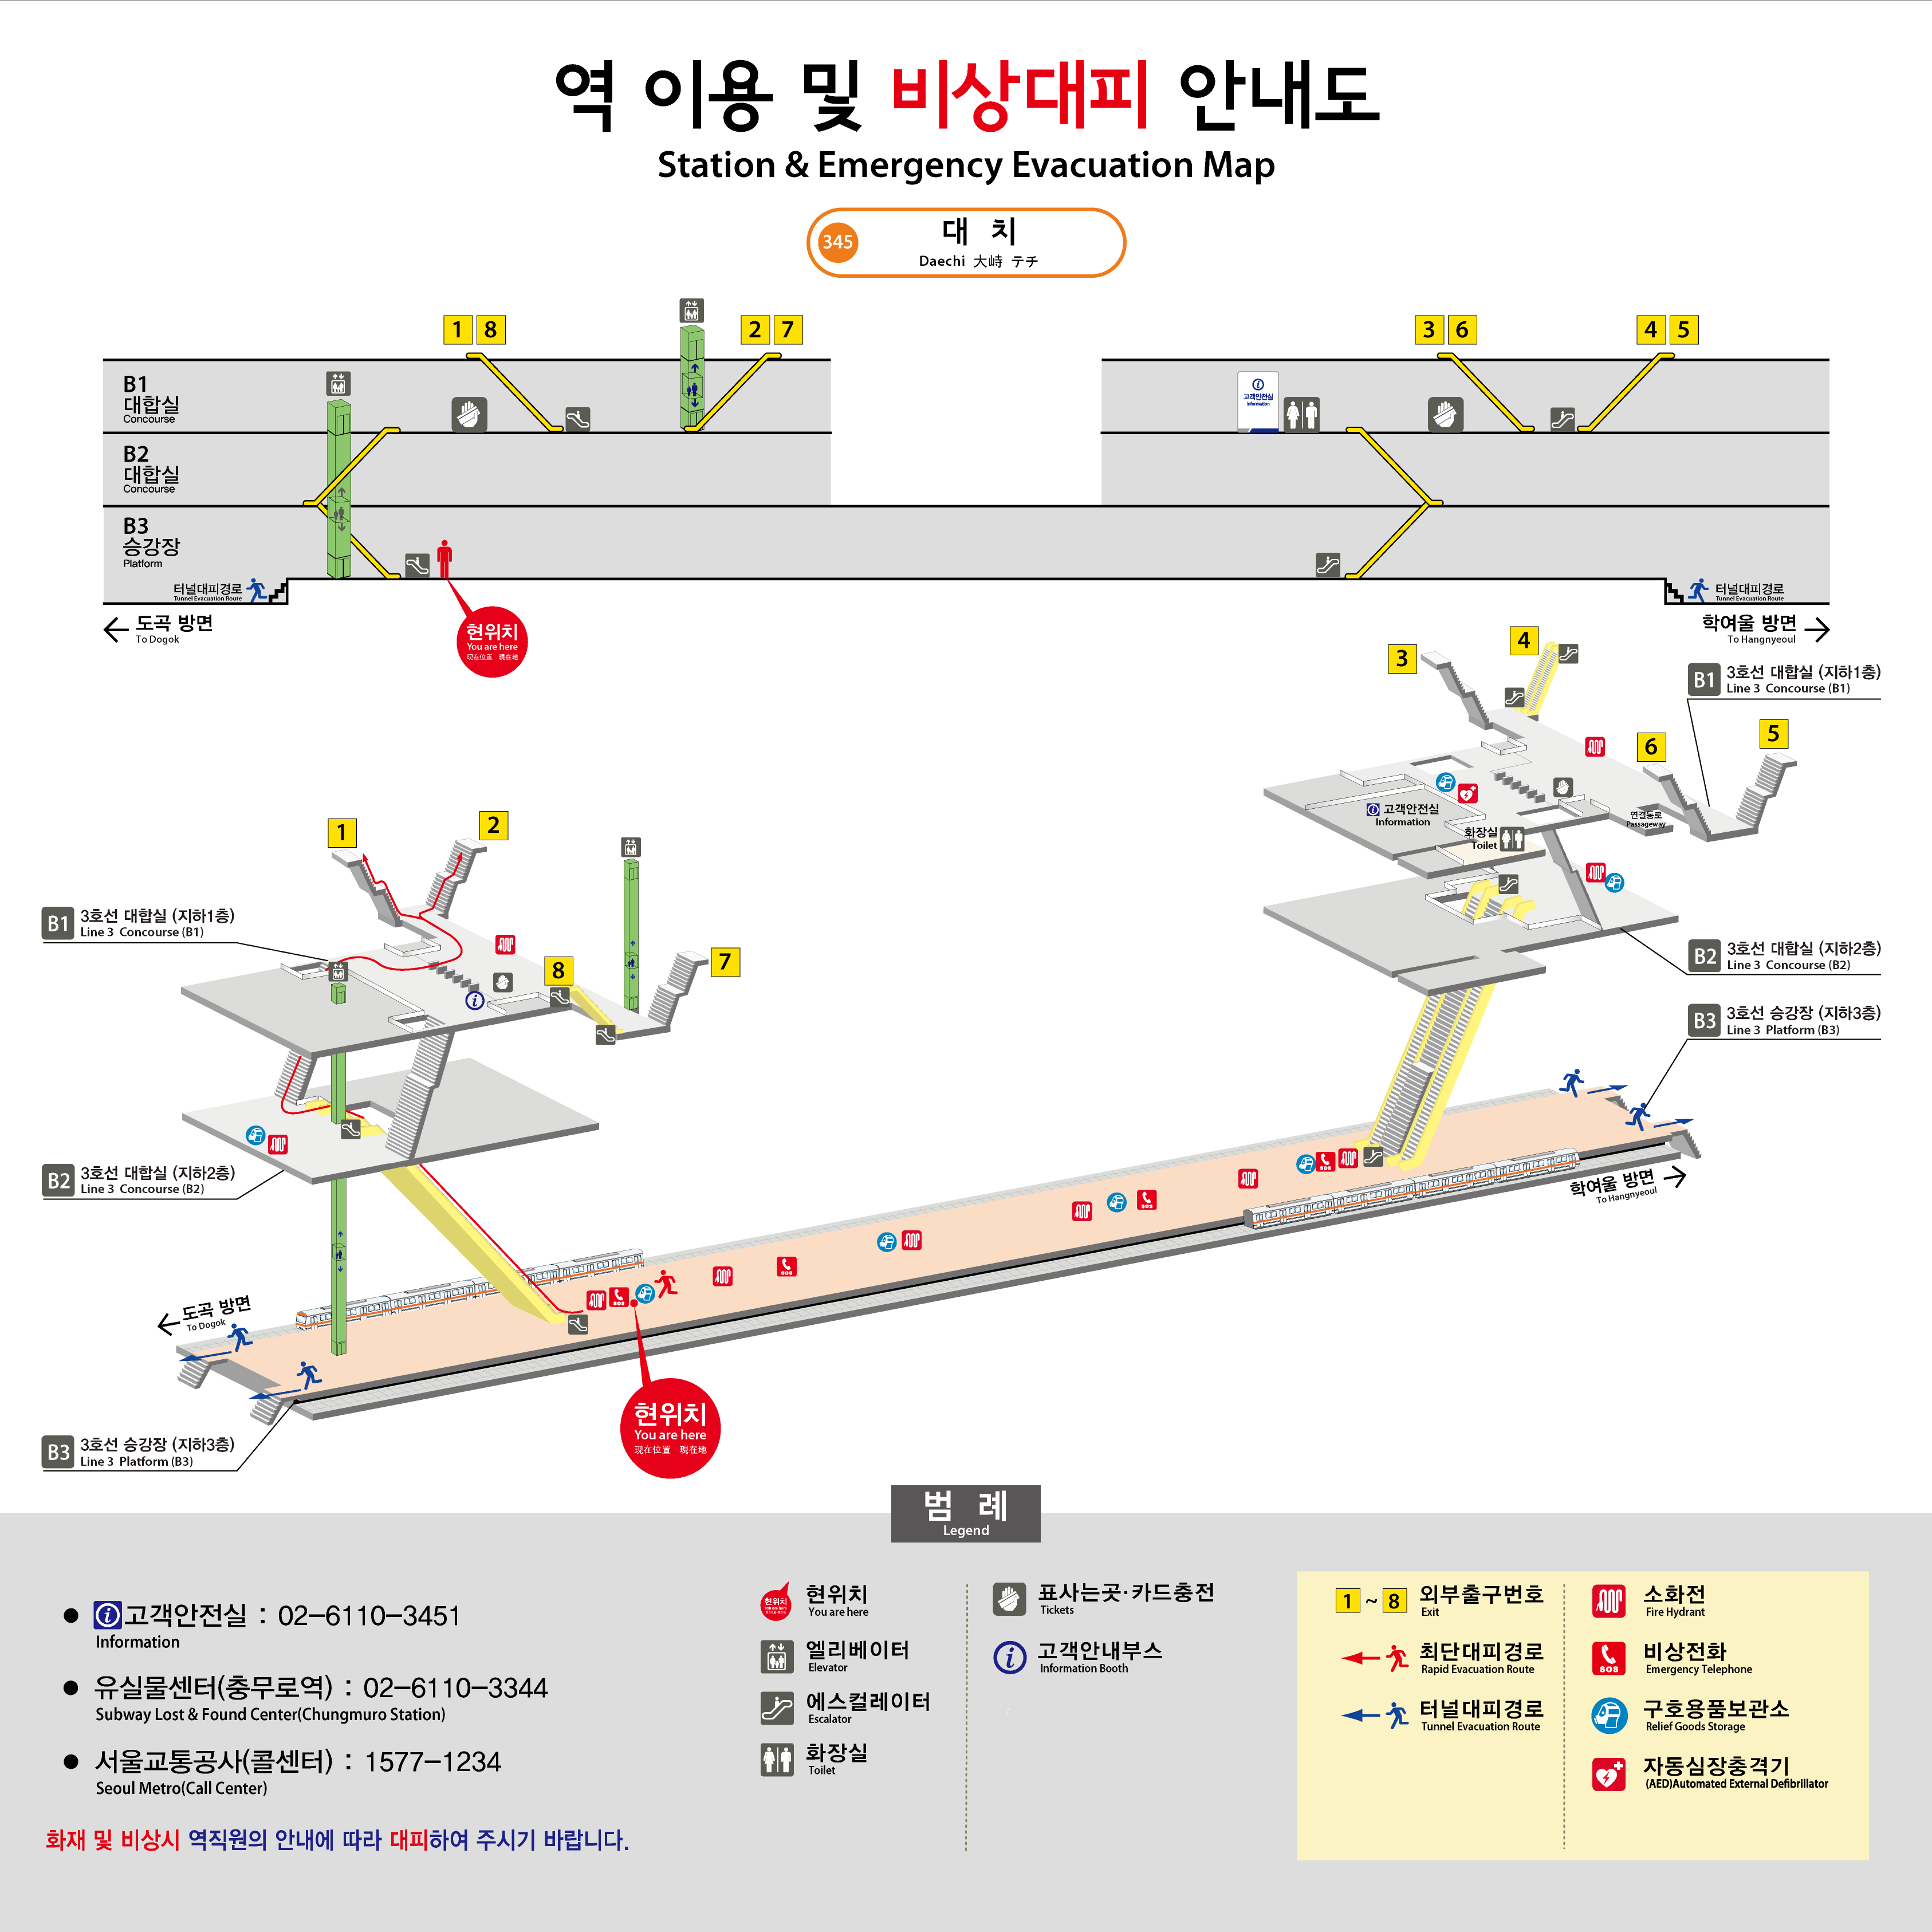 역 이용 및 비상대피 안내도
Station & Emergency Evacuation Map
345
대 치
Daechi 大峙 テチ
1 8
2 7
3 6
4 5
B1
대합실
Concourse
고객안전실
Information
B2
대합실
Concourse
B3
승강장
Platform
터널대피경로
Tunnel Evacuation Route
터널대피경로
Tunnel Evacuation Route
도곡 방면
To Dogok
현위치
You are here
现在位置 現在地
학여울 방면
To Hangnyeoul
3
4
B1 3호선 대합실 (지하1층)
Line 3 Concourse (B1)
6
5
고객안전실
Information
연결통로
Passageway
화장실
Toilet
1
2
B1 3호선 대합실 (지하1층)
Line 3 Concourse (B1)
8
7
B2 3호선 대합실 (지하2층)
Line 3 Concourse (B2)
B3 3호선 승강장 (지하3층)
Line 3 Platform (B3)
B2 3호선 대합실 (지하2층)
Line 3 Concourse (B2)
SOS
SOS
SOS
SOS
학여울 방면
To Hangnyeoul
도곡 방면
To Dogok
현위치
You are here
现在位置 現在地
B3 3호선 승강장 (지하3층)
Line 3 Platform (B3)
범 례
Legend
● 고객안전실 : 02-6110-3451
Information
● 유실물센터(충무로역) : 02-6110-3344
Subway Lost & Found Center(Chungmuro Station)
● 서울교통공사(콜센터) : 1577-1234
Seoul Metro(Call Center)
화재 및 비상시 역직원의 안내에 따라 대피하여 주시기 바랍니다.
현위치
현위치
You are here
엘리베이터
Elevator
에스컬레이터
Escalator
화장실
Toilet
표사는곳·카드충전
Tickets
고객안내부스
Information Booth
1 ~ 8 외부출구번호
Exit
최단대피경로
Rapid Evacuation Route
터널대피경로
Tunnel Evacuation Route
소화전
Fire Hydrant
SOS
비상전화
Emergency Telephone
구호용품보관소
Relief Goods Storage
자동심장충격기
(AED)Automated External Defibrillator